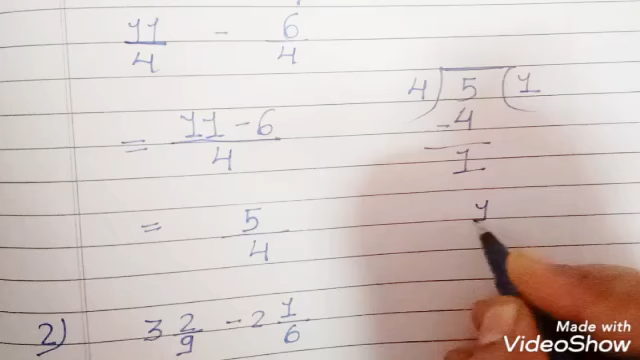 11/4 - 6/4
= 11-6/4
= 5/4
4)5(1
-4
1
1
2) 3 2/9 - 2 1/6
Made with
VideoShow